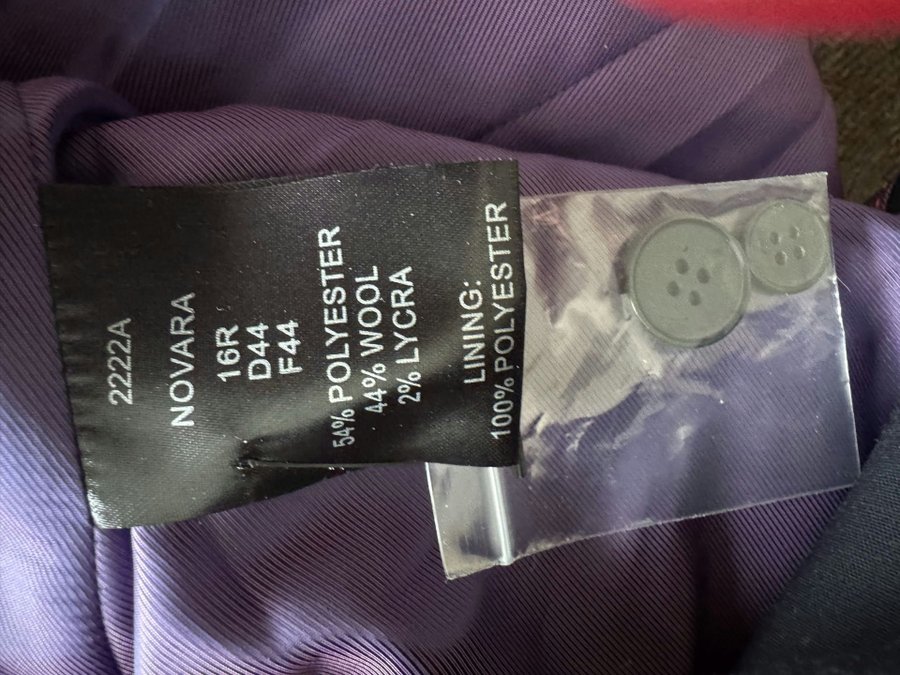 2222A
NOVARA
16R
D44
F44
54% POLYESTER
44% WOOL
2% LYCRA
LINING:
100% POLYESTER